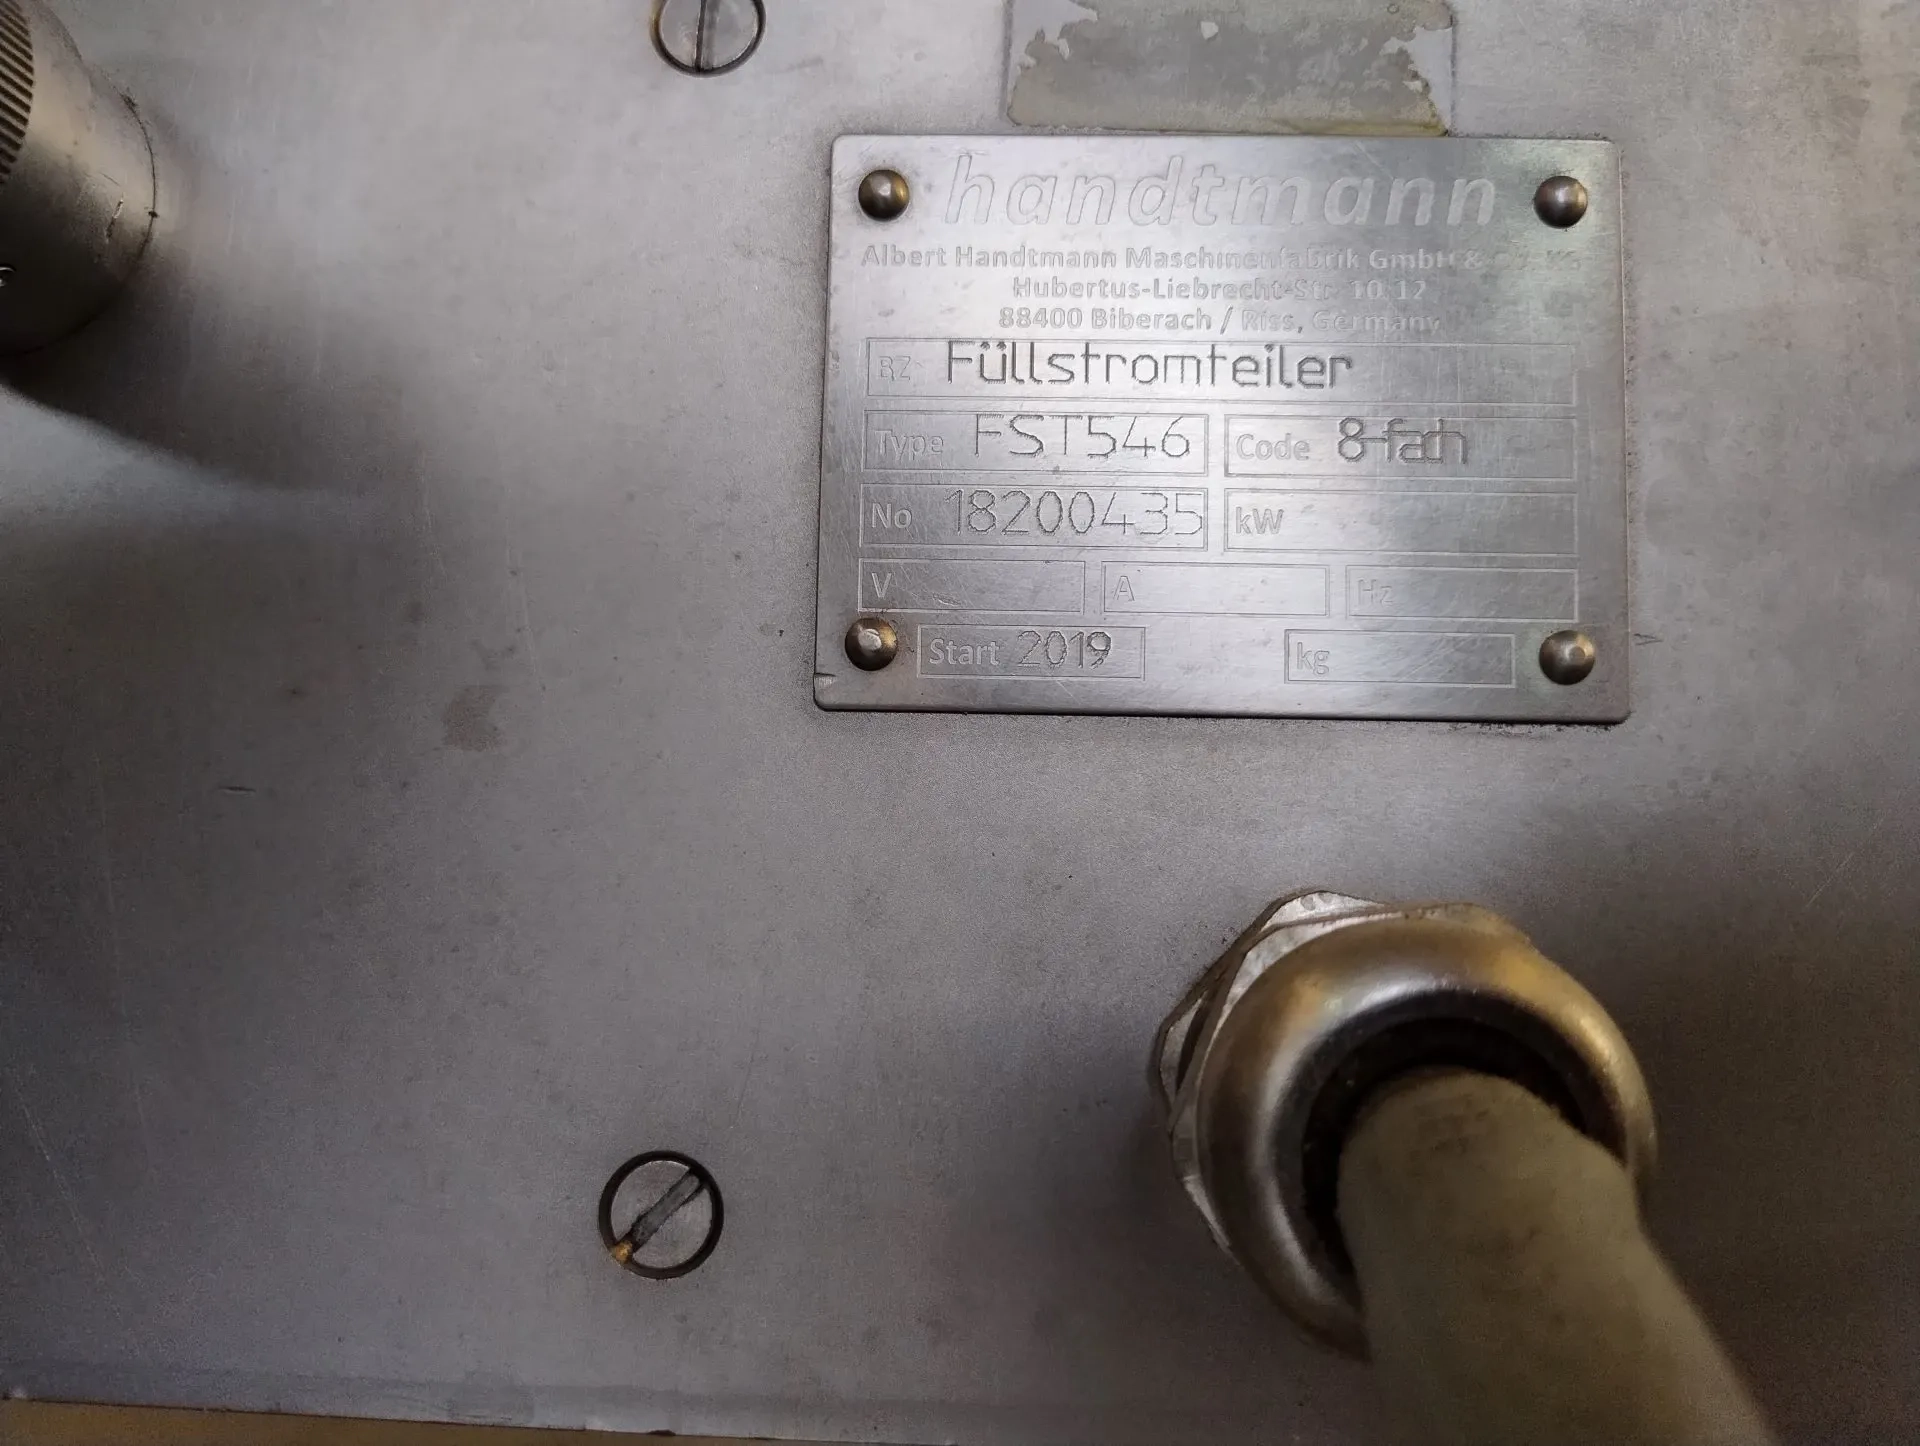 handtmann
Albert Handtmann Maschinenfabrik GmbH & Co. KG
Hubertus-Liebrecht-Str. 10-12
88400 Biberach / Riss, Germany
BZ Füllstromteiler
Type FST546 Code 8-fach
No 18200435 kW
V A Hz
Start 2019 kg